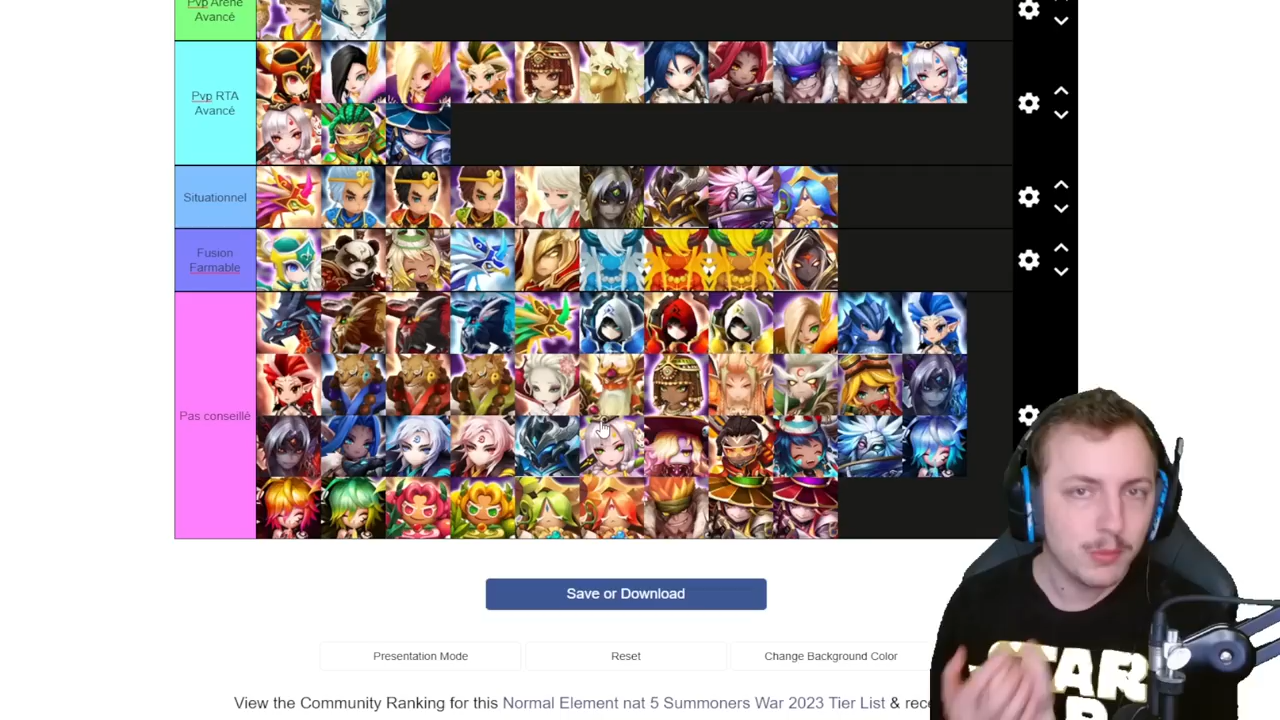 Pvp Arène
Avancé
Pvp RTA
Avancé
Situationnel
Fusion
Farmable
Pas conseillé
Save or Download
Presentation Mode
Reset
Change Background Color
View the Community Ranking for this Normal Element nat 5 Summoners War 2023 Tier List & rec
STAR